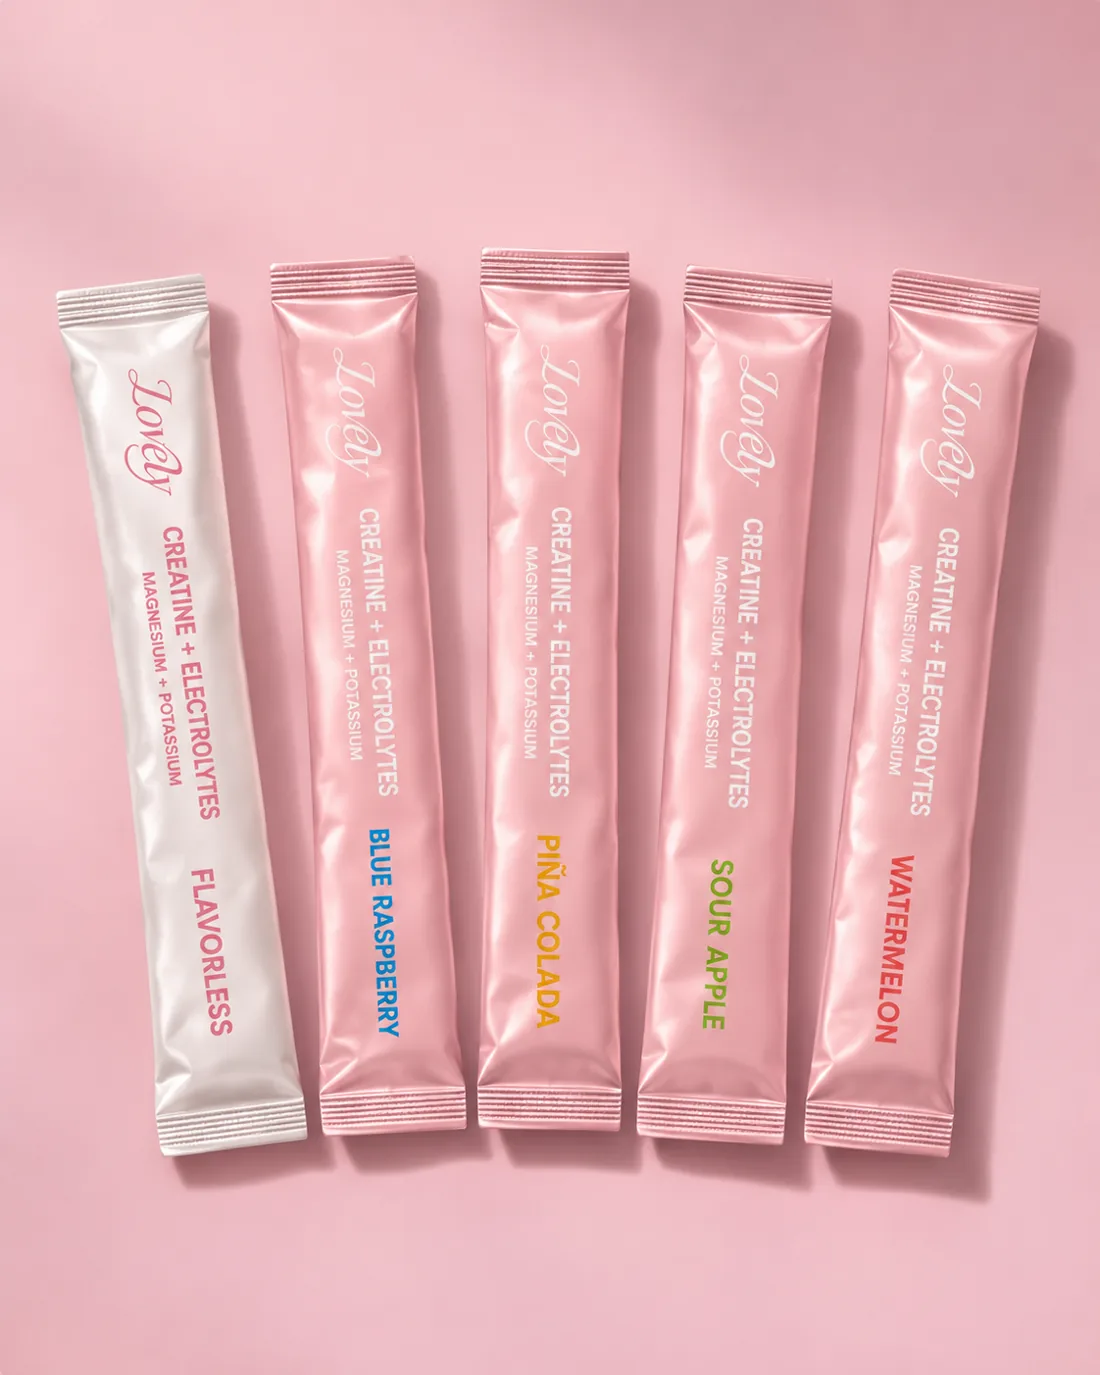 Lovely
CREATINE + ELECTROLYTES
MAGNESIUM + POTASSIUM
FLAVORLESS
Lovely
CREATINE + ELECTROLYTES
MAGNESIUM + POTASSIUM
BLUE RASPBERRY
Lovely
CREATINE + ELECTROLYTES
MAGNESIUM + POTASSIUM
PIÑA COLADA
Lovely
CREATINE + ELECTROLYTES
MAGNESIUM + POTASSIUM
SOUR APPLE
Lovely
CREATINE + ELECTROLYTES
MAGNESIUM + POTASSIUM
WATERMELON